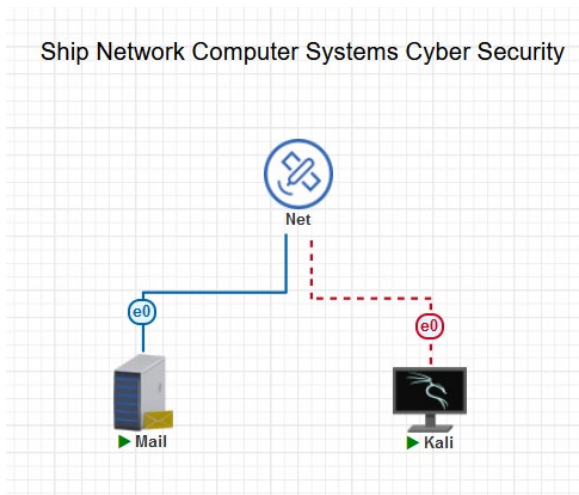 Ship Network Computer Systems Cyber Security
Net
e0
e0
Mail
Kali